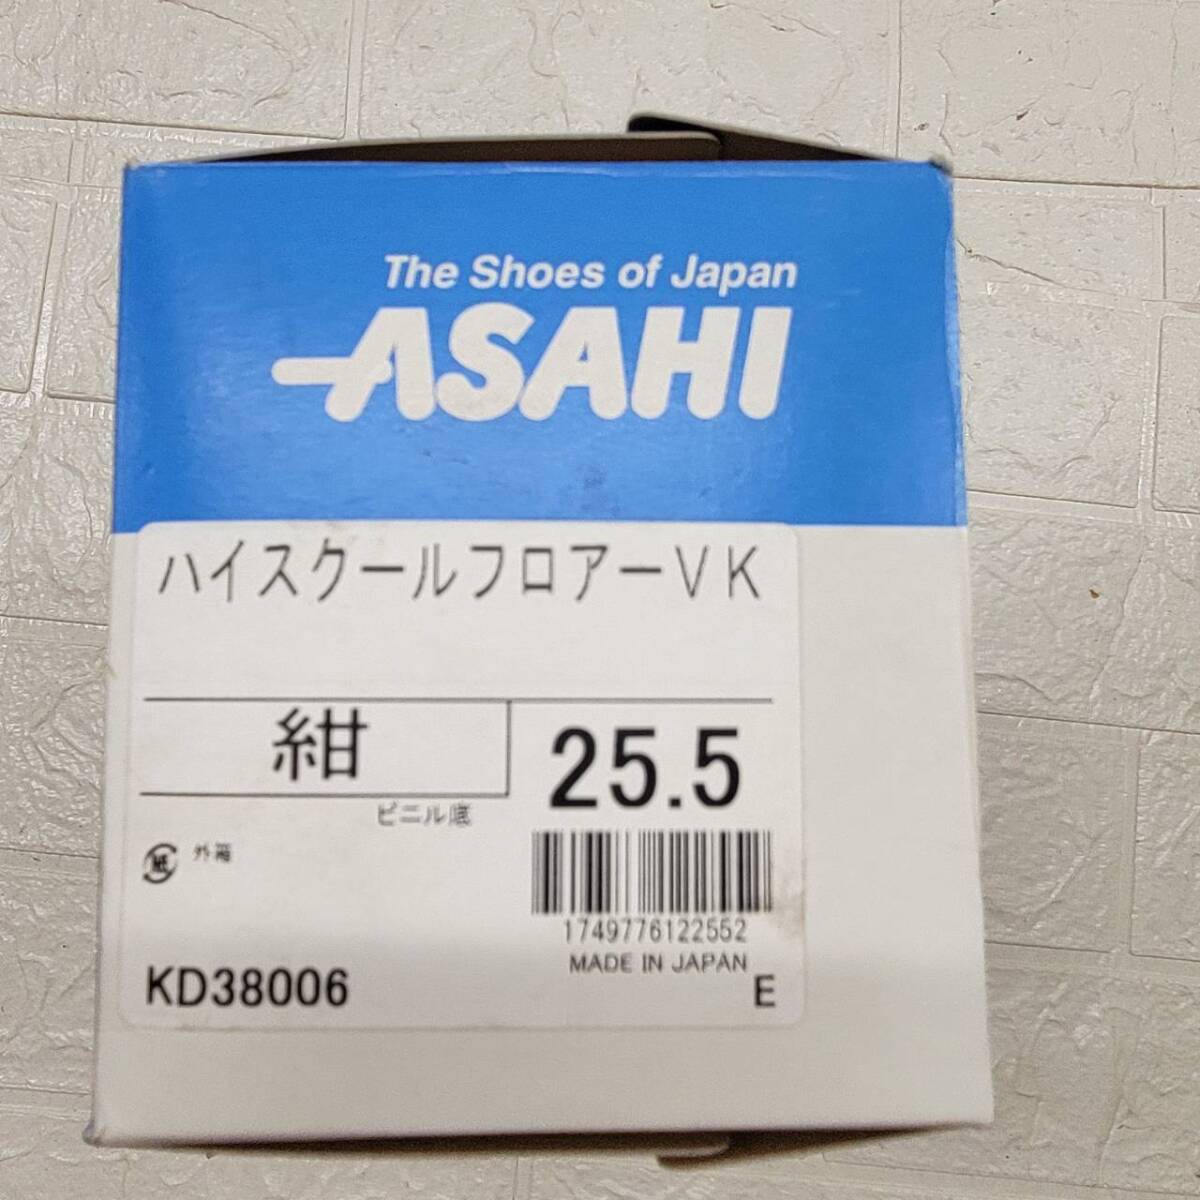 The Shoes of Japan
ASAHI
ハイスクールフロアーVK
紺
25.5
ビニル底
紙 外箱
1749776122552
MADE IN JAPAN
KD38006
E